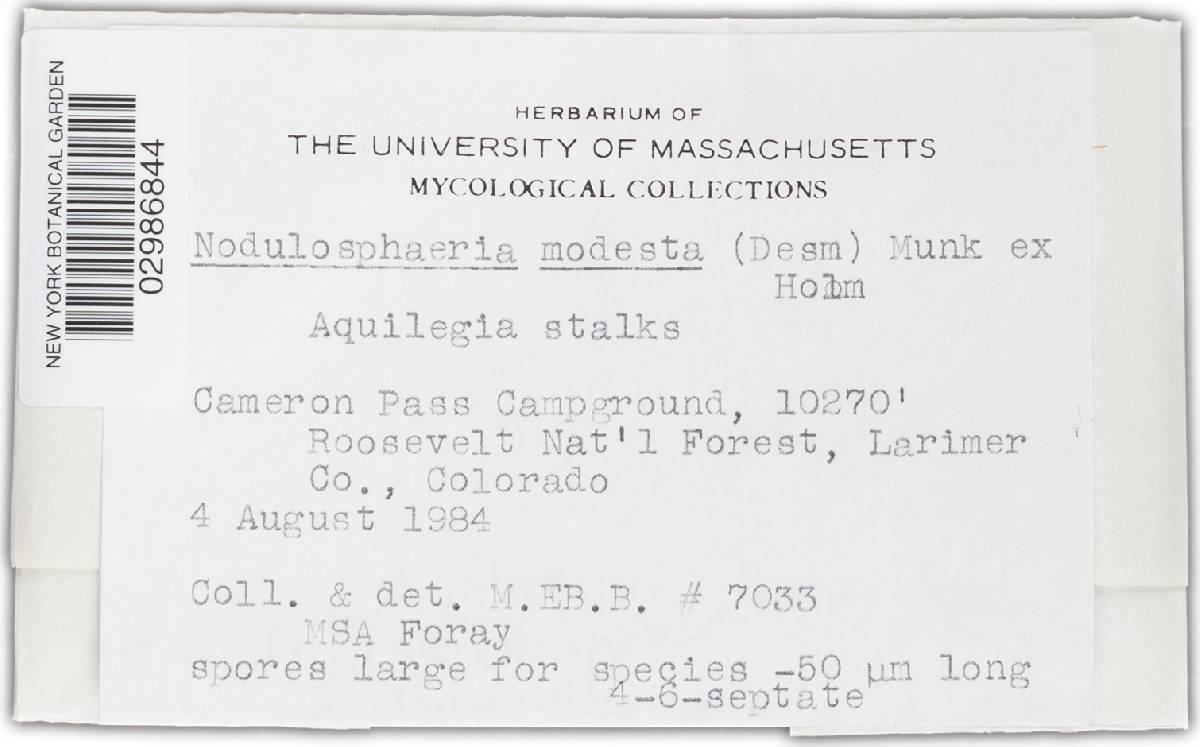 NEW YORK BOTANICAL GARDEN
02986844
HERBARIUM OF
THE UNIVERSITY OF MASSACHUSETTS
MYCOLOGICAL COLLECTIONS
Nodulosphaeria modesta (Desm) Munk ex
Holm
Aquilegia stalks
Cameron Pass Campground, 10270'
Roosevelt Nat'l Forest, Larimer
Co., Colorado
4 August 1984
Coll. & det. M.EB.B. # 7033
MSA Foray
spores large for species -50 µm long
4-6-septate